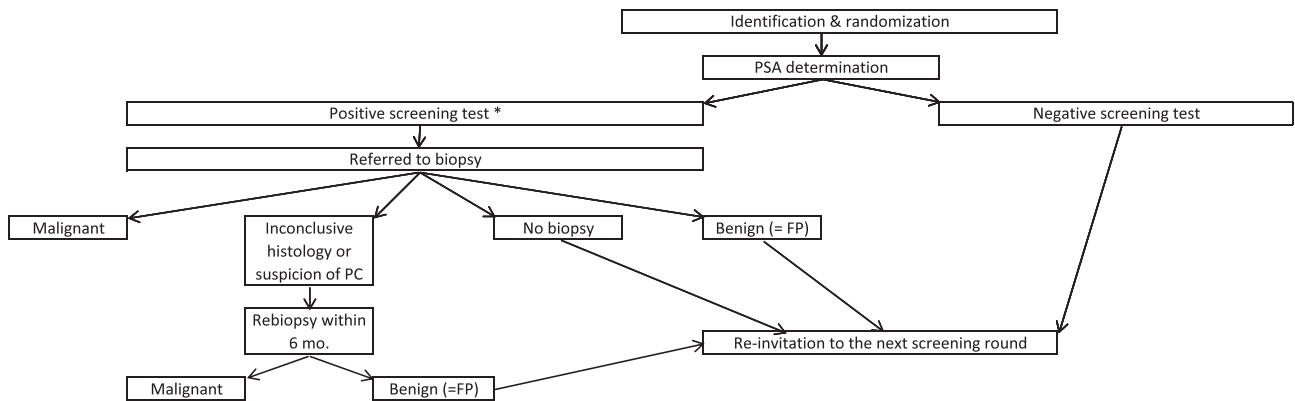 Identification & randomization
PSA determination
Positive screening test *
Negative screening test
Referred to biopsy
Malignant
Inconclusive
histology or
suspicion of PC
No biopsy
Benign (= FP)
Rebiopsy within
6 mo.
Re-invitation to the next screening round
Malignant
Benign (=FP)